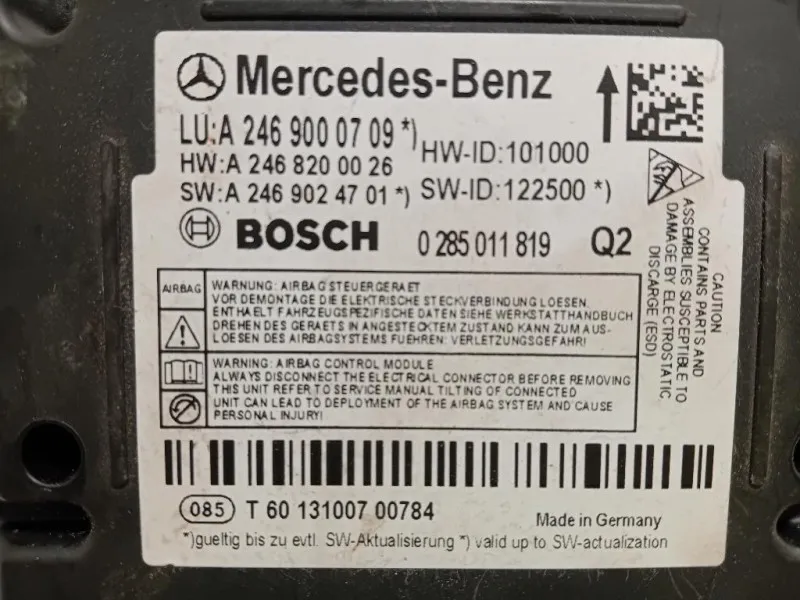 Mercedes-Benz
LU:A 246 900 07 09 *)
HW-ID:101000
HW:A 246 820 00 26
SW:A 246 902 47 01 *)
SW-ID:122500 *)
BOSCH
0 285 011 819
Q2
CAUTION
CONTAINS PARTS AND
ASSEMBLIES SUSCEPTIBLE TO
DAMAGE BY ELECTROSTATIC
DISCARGE (ESD)
AIRBAG
WARNUNG: AIRBAGSTEUERGERAET
VOR DEMONTAGE DIE ELEKTRISCHE STECKVERBINDUNG LOESEN.
ENTHAELT FAHRZEUGSPEZIFISCHE DATEN SIEHE WERKSTATTHANDBUCH
DREHEN DES GERAETS IN ANGESTECKTEM ZUSTAND KANN ZUM AUS-
LOESEN DES AIRBAGSYSTEMS FUEHREN: VERLETZUNGSGEFAHR!
WARNING: AIRBAG CONTROL MODULE
ALWAYS DISCONNECT THE ELECTRICAL CONNECTOR BEFORE REMOVING
THIS UNIT REFER TO SERVICE MANUAL TILTING OF CONNECTED
UNIT CAN LEAD TO DEPLOYMENT OF THE AIRBAG SYSTEM AND CAUSE
PERSONAL INJURY!
085 T 60 131007 00784
Made in Germany
*)gueltig bis zu evtl. SW-Aktualisierung *) valid up to SW-actualization